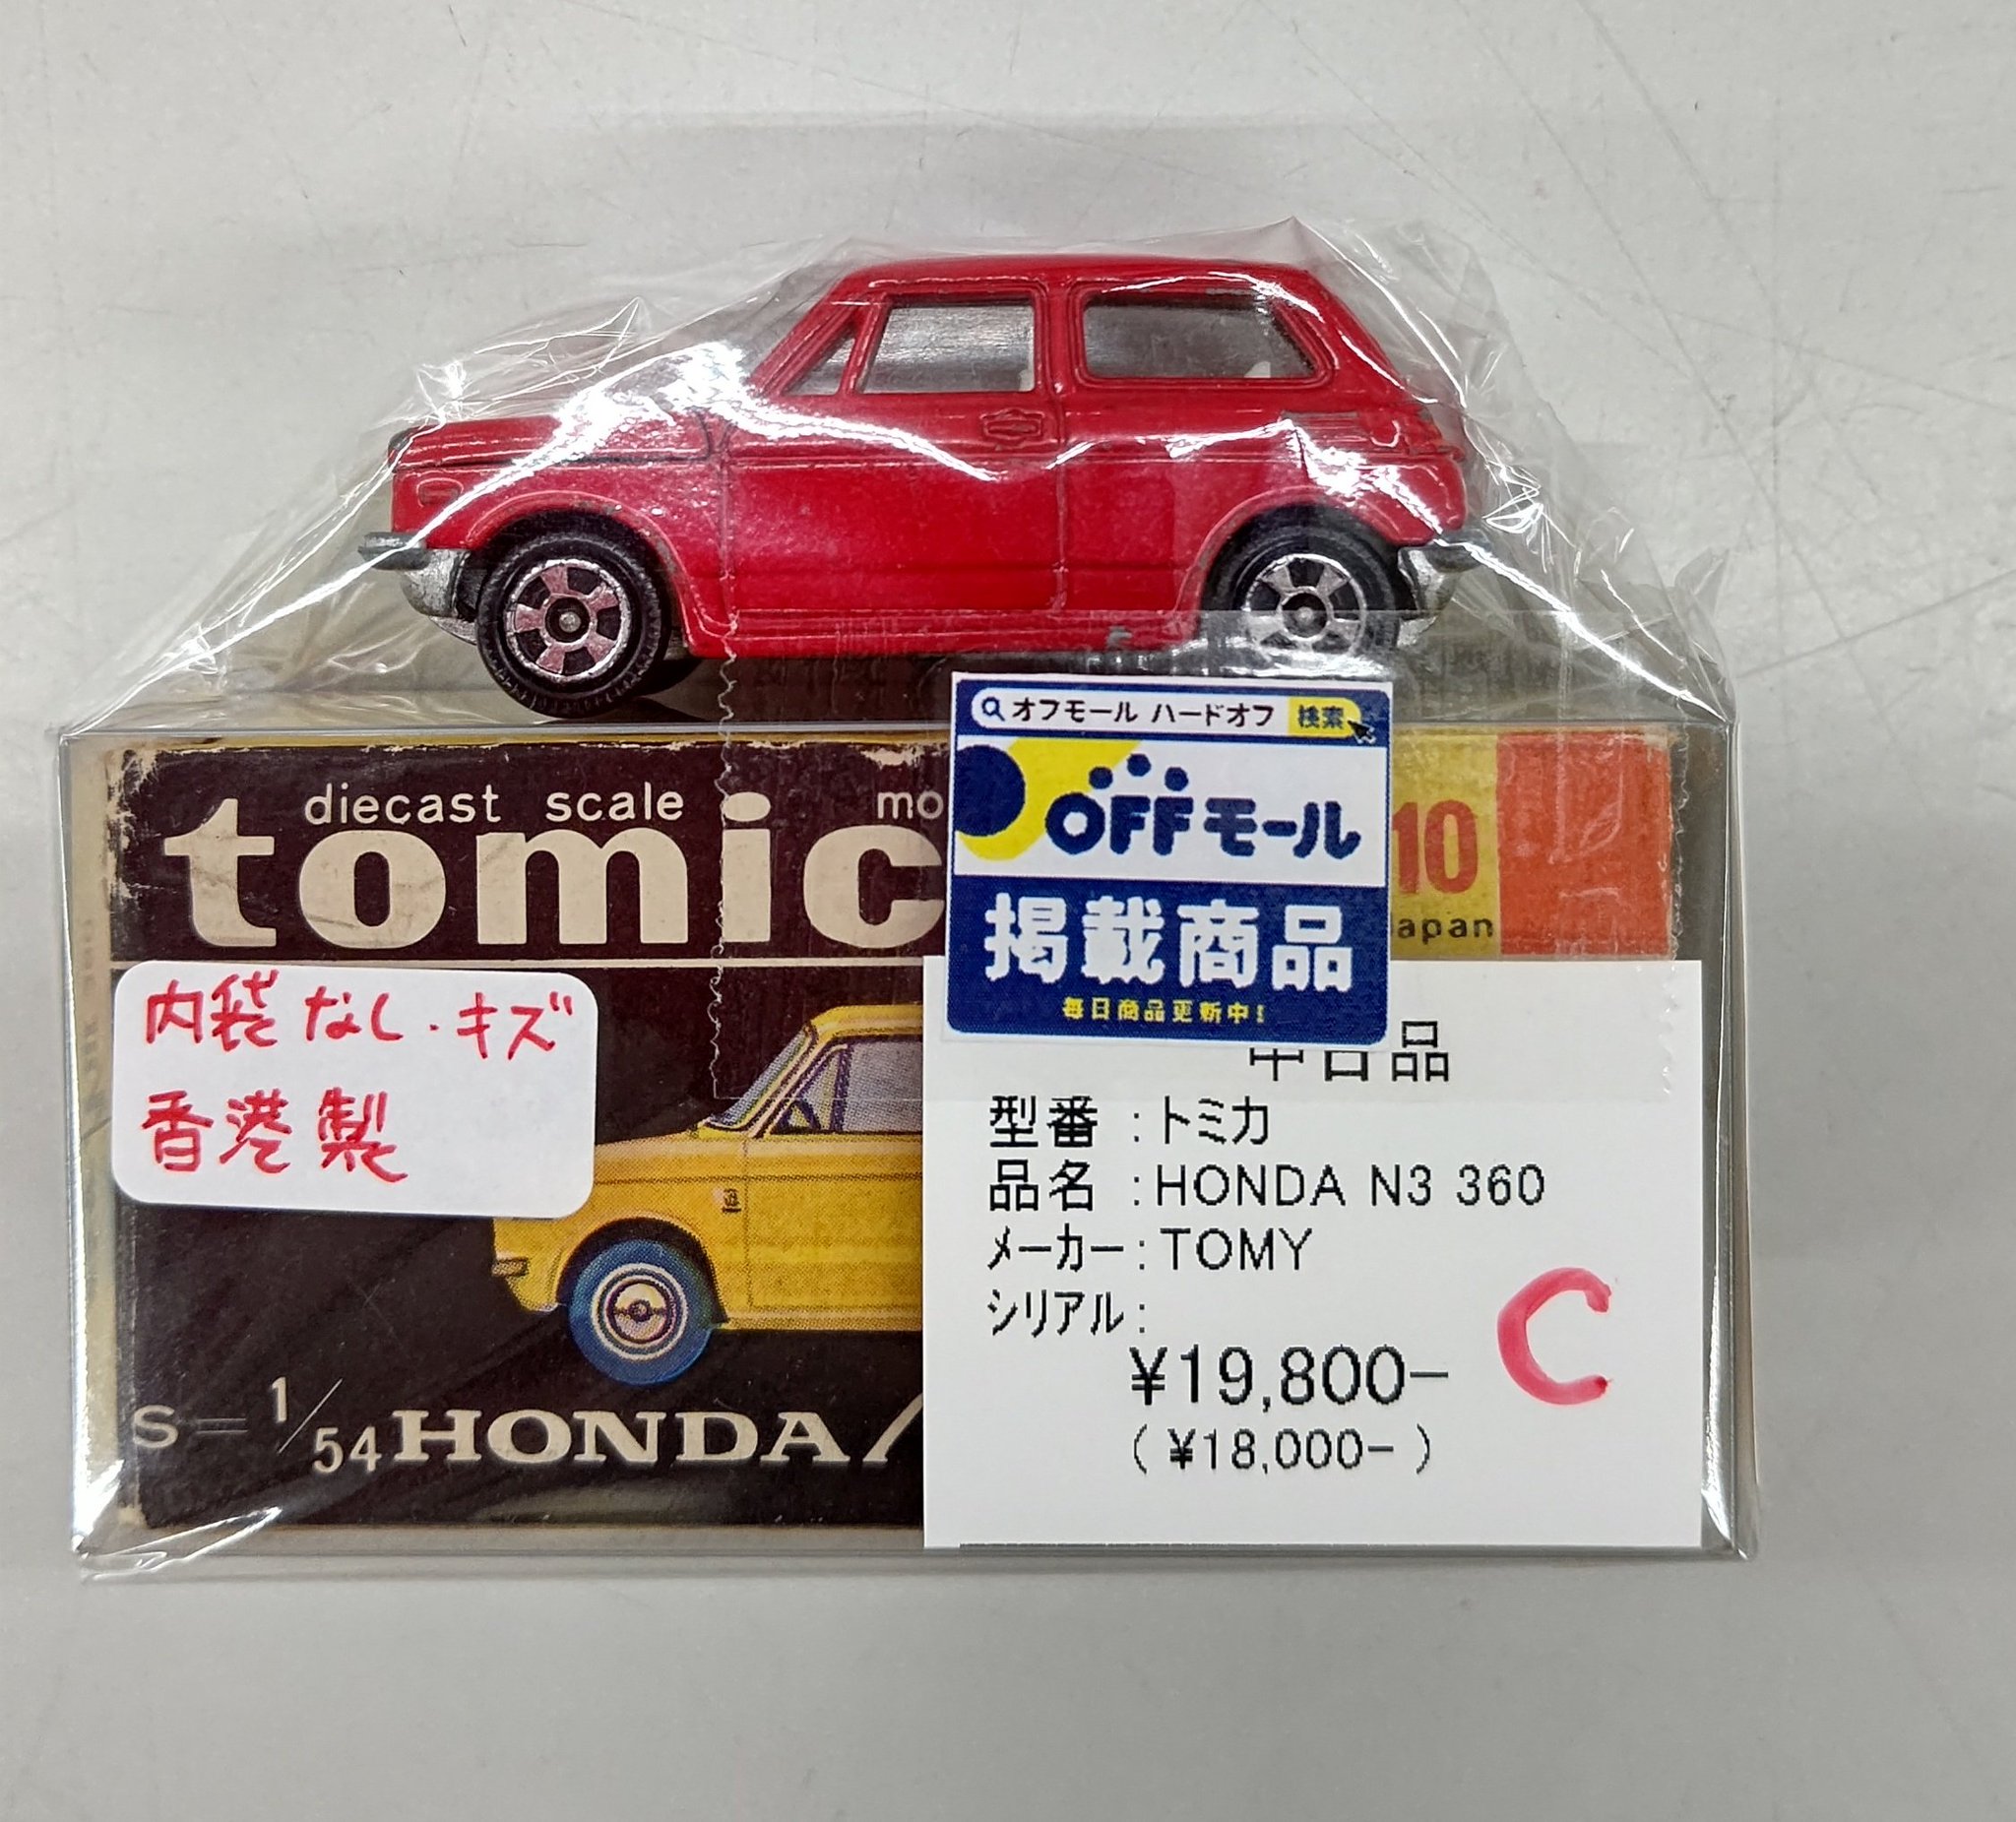 diecast scale mo
tomic
10
apan
オフモール ハードオフ 検索
OFFモール
掲載商品
毎日商品更新中!
内袋なし・キズ
香港製
中古品
型番 :トミカ
品名 :HONDA N3 360
メーカー:TOMY
シリアル:
¥19,800-
(¥18,000-)
C
S=1/54 HONDA